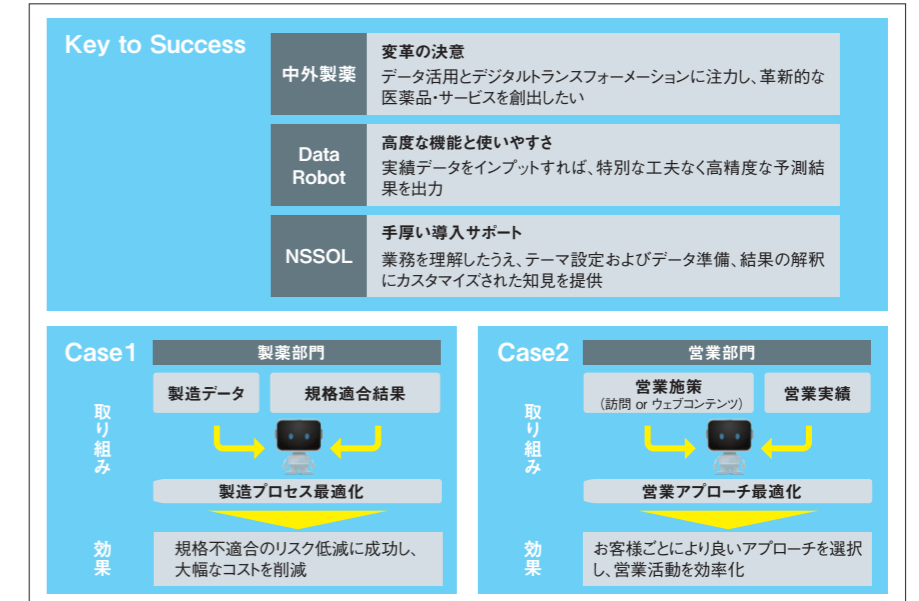 Key to Success
中外製薬
変革の決意
データ活用とデジタルトランスフォーメーションに注力し、革新的な
医薬品・サービスを創出したい
Data
Robot
高度な機能と使いやすさ
実績データをインプットすれば、特別な工夫なく高精度な予測結
果を出力
NSSOL
手厚い導入サポート
業務を理解したうえ、テーマ設定およびデータ準備、結果の解釈
にカスタマイズされた知見を提供
Case1
製薬部門
取り組み
製造データ
規格適合結果
製造プロセス最適化
効果
規格不適合のリスク低減に成功し、
大幅なコストを削減
Case2
営業部門
取り組み
営業施策
（訪問 or ウェブコンテンツ）
営業実績
営業アプローチ最適化
効果
お客様ごとにより良いアプローチを選択
し、営業活動を効率化